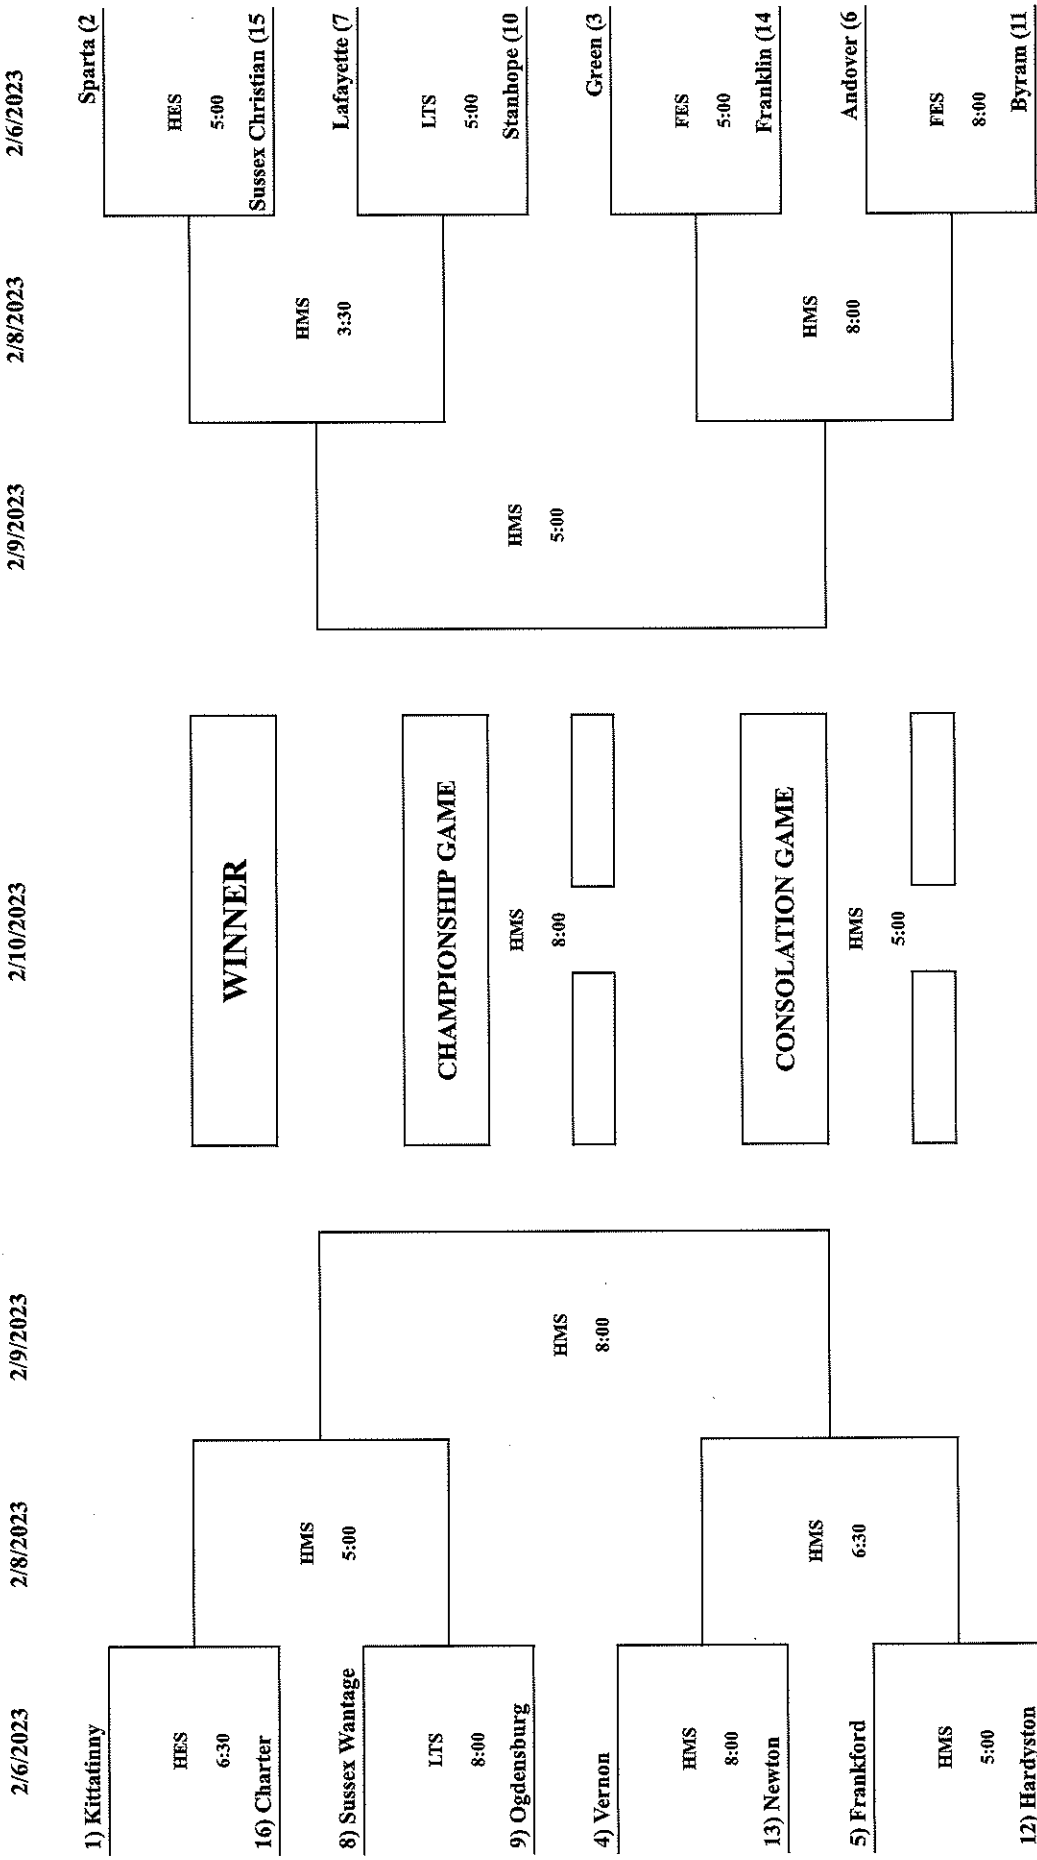 2/6/2023
2/8/2023
2/9/2023
2/10/2023
2/9/2023
2/8/2023
2/6/2023
1) Kittatinny
HES
6:30
16) Charter
8) Sussex Wantage
LTS
8:00
9) Ogdensburg
4) Vernon
HMS
8:00
13) Newton
5) Frankford
HMS
5:00
12) Hardyston
HMS
5:00
HMS
6:30
HMS
8:00
WINNER
CHAMPIONSHIP GAME
HMS
8:00
CONSOLATION GAME
HMS
5:00
HMS
5:00
HMS
3:30
HMS
8:00
Sparta (2
HES
5:00
Sussex Christian (15
Lafayette (7
LTS
5:00
Stanhope (10
Green (3
FES
5:00
Franklin (14
Andover (6
FES
8:00
Byram (11